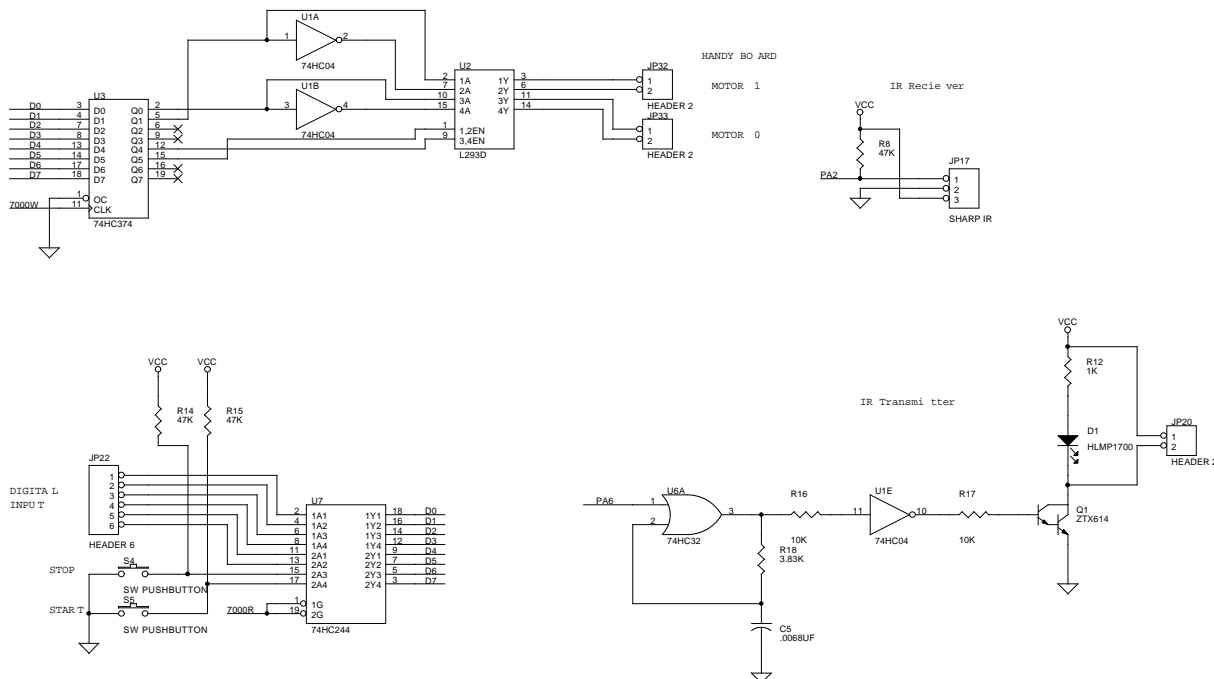 U1A
1
2
74HC04
U1B
3
4
74HC04
U3
D0 3 D0 Q0 2
D1 4 D1 Q1 5
D2 7 D2 Q2 6
D3 8 D3 Q3 9
D4 13 D4 Q4 12
D5 14 D5 Q5 15
D6 17 D6 Q6 16
D7 18 D7 Q7 19
1 OC
7000W 11 CLK
74HC374
U2
2 1A 1Y 3
7 2A 2Y 6
10 3A 3Y 11
15 4A 4Y 14
1 1,2EN
9 3,4EN
L293D
HANDY BO ARD
JP32
1
2
HEADER 2
MOTOR 1
JP33
1
2
HEADER 2
MOTOR 0
IR Recie ver
VCC
R8
47K
PA2
JP17
1
2
3
SHARP IR
VCC VCC
R14
47K
R15
47K
JP22
1
2
3
4
5
6
HEADER 6
DIGITA L
INPU T
STOP
S4
SW PUSHBUTTON
STAR T
S5
SW PUSHBUTTON
U7
2 1A1 1Y1 18 D0
4 1A2 1Y2 16 D1
6 1A3 1Y3 14 D2
8 1A4 1Y4 12 D3
11 2A1 2Y1 9 D4
13 2A2 2Y2 7 D5
15 2A3 2Y3 5 D6
17 2A4 2Y4 3 D7
1 1G
7000R 19 2G
74HC244
IR Transmi tter
PA6
U6A
1
2
3
74HC32
R16
10K
R18
3.83K
C5
.0068UF
U1E
11
10
74HC04
R17
10K
VCC
R12
1K
D1
HLMP1700
Q1
ZTX614
JP20
1
2
HEADER 2